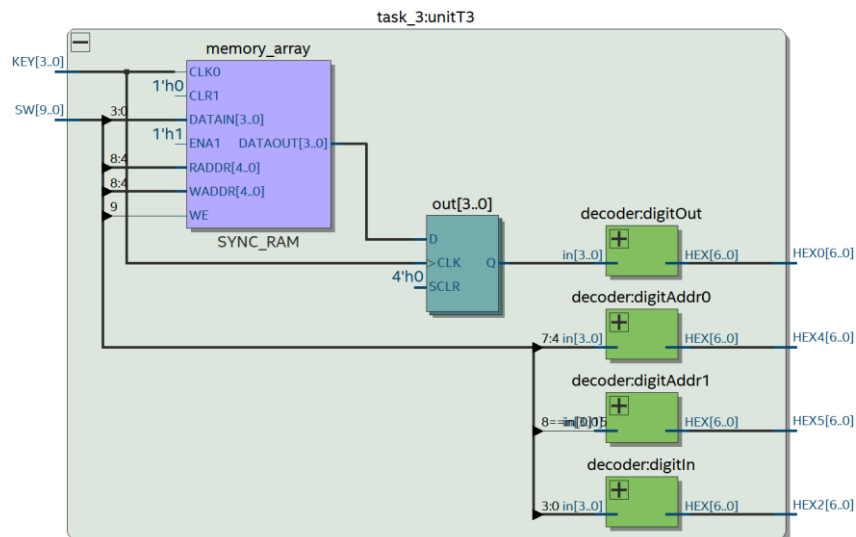 task_3:unitT3
memory_array
KEY[3..0]
CLK0
1'h0
CLR1
SW[9..0]
3:0
DATAIN[3..0]
1'h1
ENA1 DATAOUT[3..0]
8:4
RADDR[4..0]
8:4
WADDR[4..0]
9
WE
SYNC_RAM
out[3..0]
D
>CLK Q
4'h0
SCLR
decoder:digitOut
in[3..0] HEX[6..0] HEX0[6..0]
decoder:digitAddr0
7:4 in[3..0] HEX[6..0] HEX4[6..0]
decoder:digitAddr1
HEX[6..0] HEX5[6..0]
decoder:digitIn
3:0 in[3..0] HEX[6..0] HEX2[6..0]